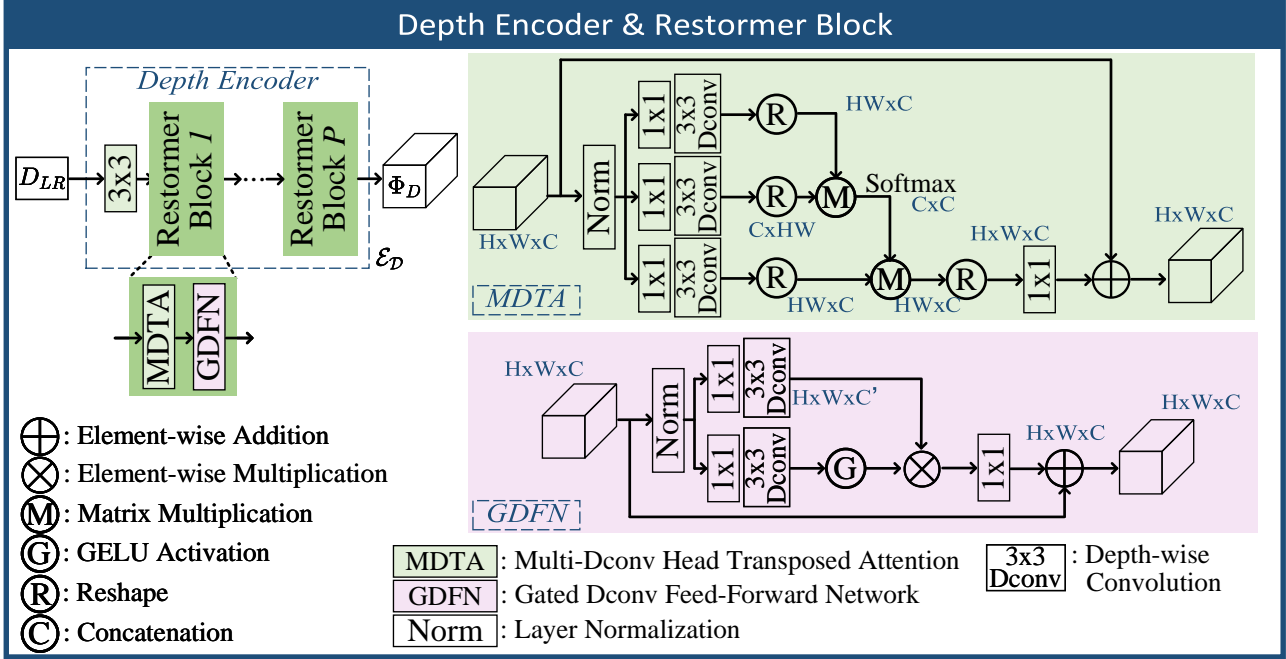 Depth Encoder & Restormer Block
Depth Encoder
D_LR
3x3
Restormer
Block 1
...
Restormer
Block P
Φ_D
ℰ_𝒟
MDTA
GDFN
HxWxC
Norm
1x1
3x3
Dconv
R
HWxC
1x1
3x3
Dconv
R
CxHW
M
Softmax
CxC
1x1
3x3
Dconv
R
HWxC
M
HWxC
R
HxWxC
1x1
HxWxC
MDTA
HxWxC
Norm
1x1
3x3
Dconv
HxWxC'
1x1
3x3
Dconv
G
1x1
HxWxC
HxWxC
GDFN
⊕: Element-wise Addition
⊗: Element-wise Multiplication
M: Matrix Multiplication
G: GELU Activation
R: Reshape
C: Concatenation
MDTA : Multi-Dconv Head Transposed Attention
GDFN : Gated Dconv Feed-Forward Network
Norm : Layer Normalization
3x3
Dconv
: Depth-wise
Convolution